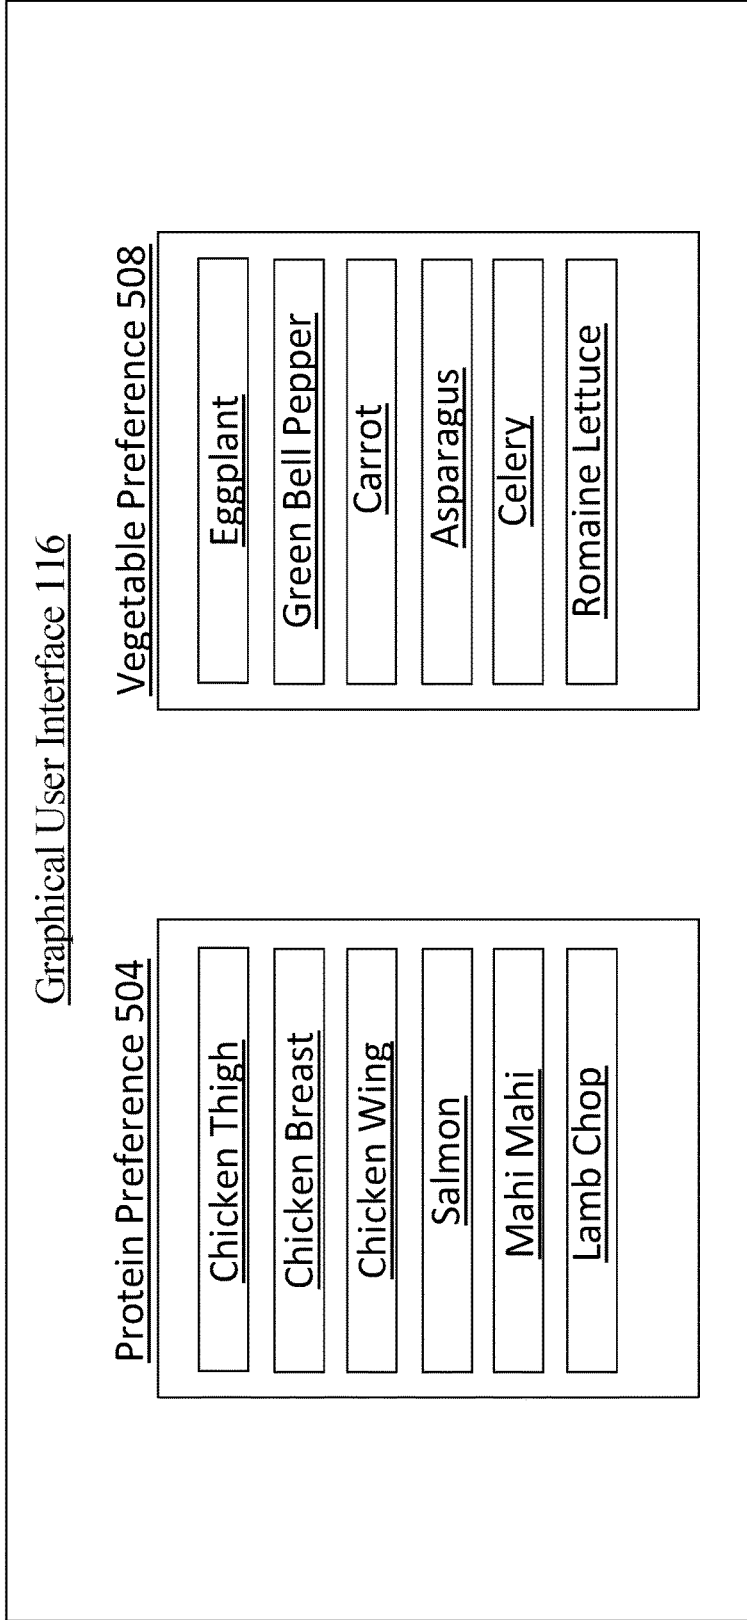 Graphical User Interface 116
Protein Preference 504
Chicken Thigh
Chicken Breast
Chicken Wing
Salmon
Mahi Mahi
Lamb Chop
Vegetable Preference 508
Eggplant
Green Bell Pepper
Carrot
Asparagus
Celery
Romaine Lettuce